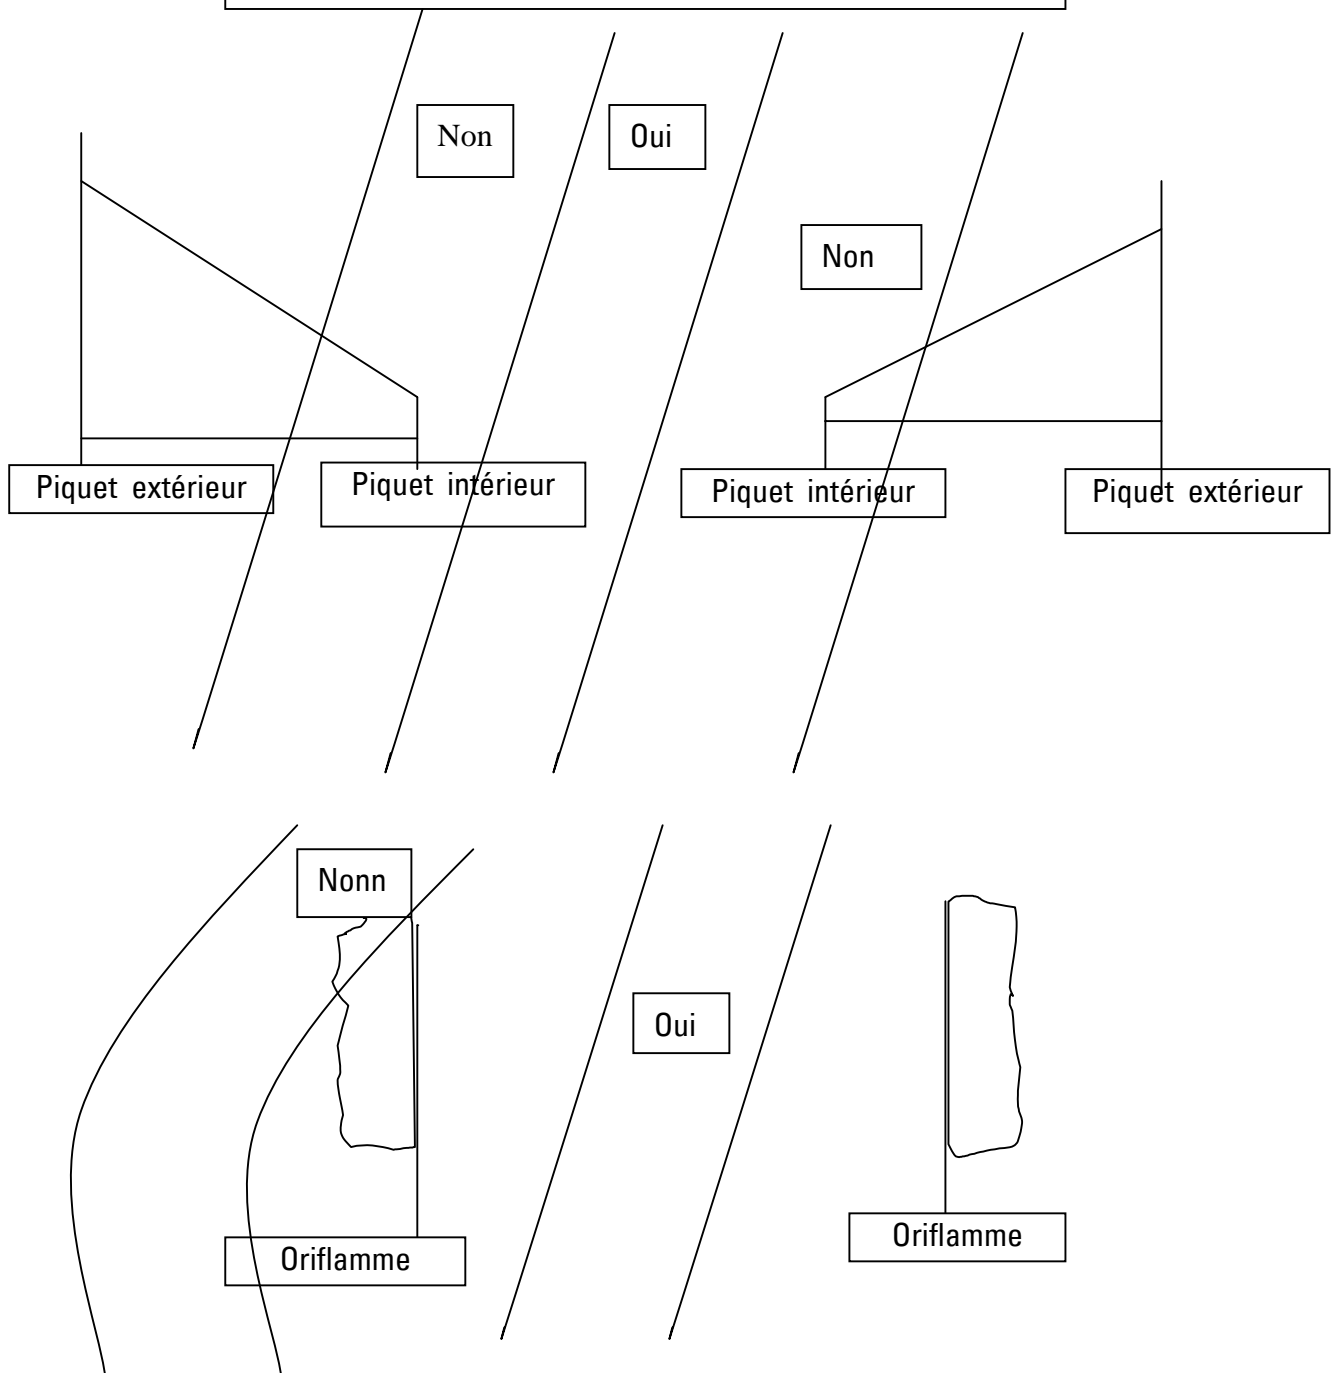 Non
Oui
Non
Piquet extérieur
Piquet intérieur
Piquet intérieur
Piquet extérieur
Nonn
Oui
Oriflamme
Oriflamme